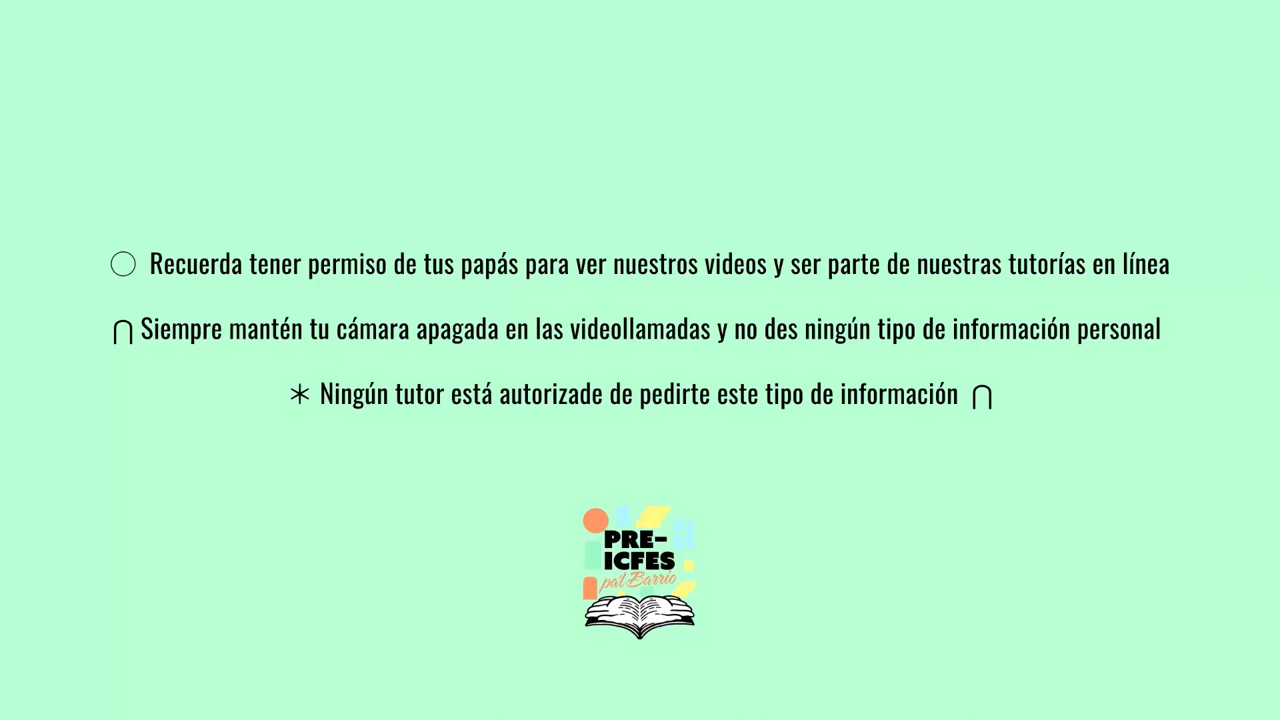 Recuerda tener permiso de tus papás para ver nuestros videos y ser parte de nuestras tutorías en línea
Siempre mantén tu cámara apagada en las videollamadas y no des ningún tipo de información personal
Ningún tutor está autorizade de pedirte este tipo de información
PRE-
ICFES
pa'l Barrio